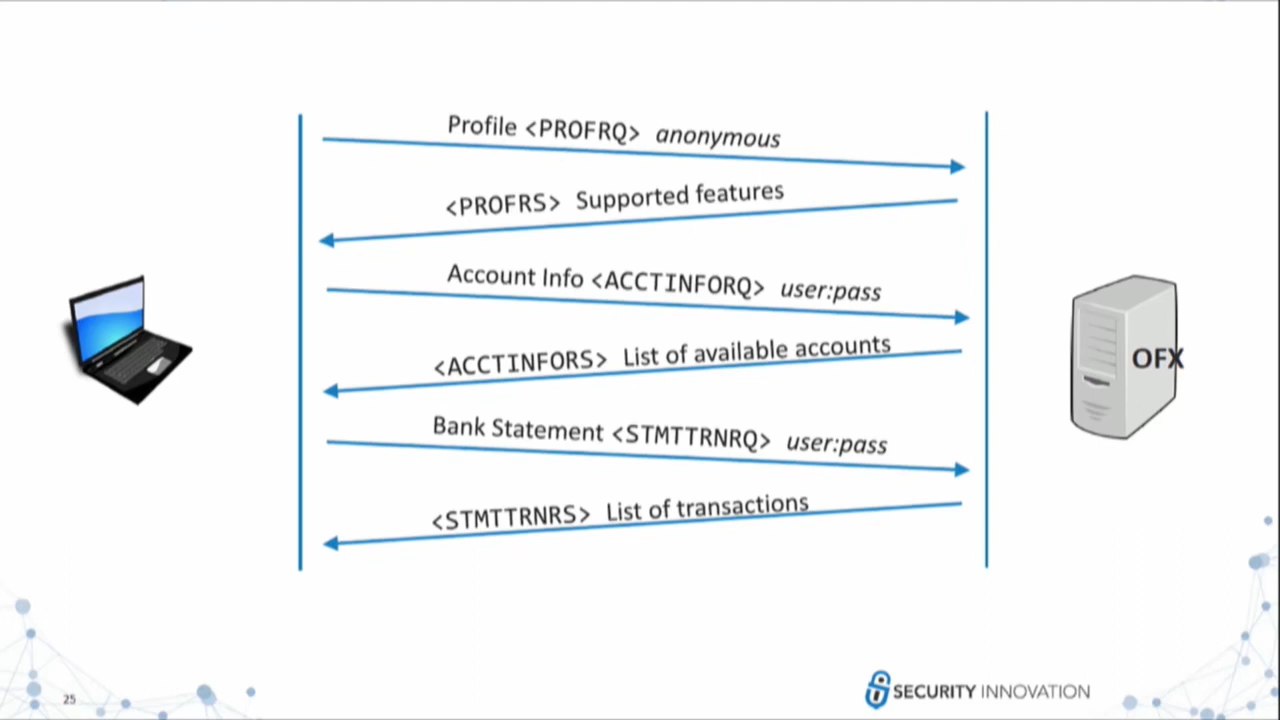 Profile <PROFRQ> anonymous
<PROFRS> Supported features
Account Info <ACCTINFORQ> user:pass
<ACCTINFORS> List of available accounts
OFX
Bank Statement <STMTTRNRQ> user:pass
<STMTTRNRS> List of transactions
25
SECURITY INNOVATION